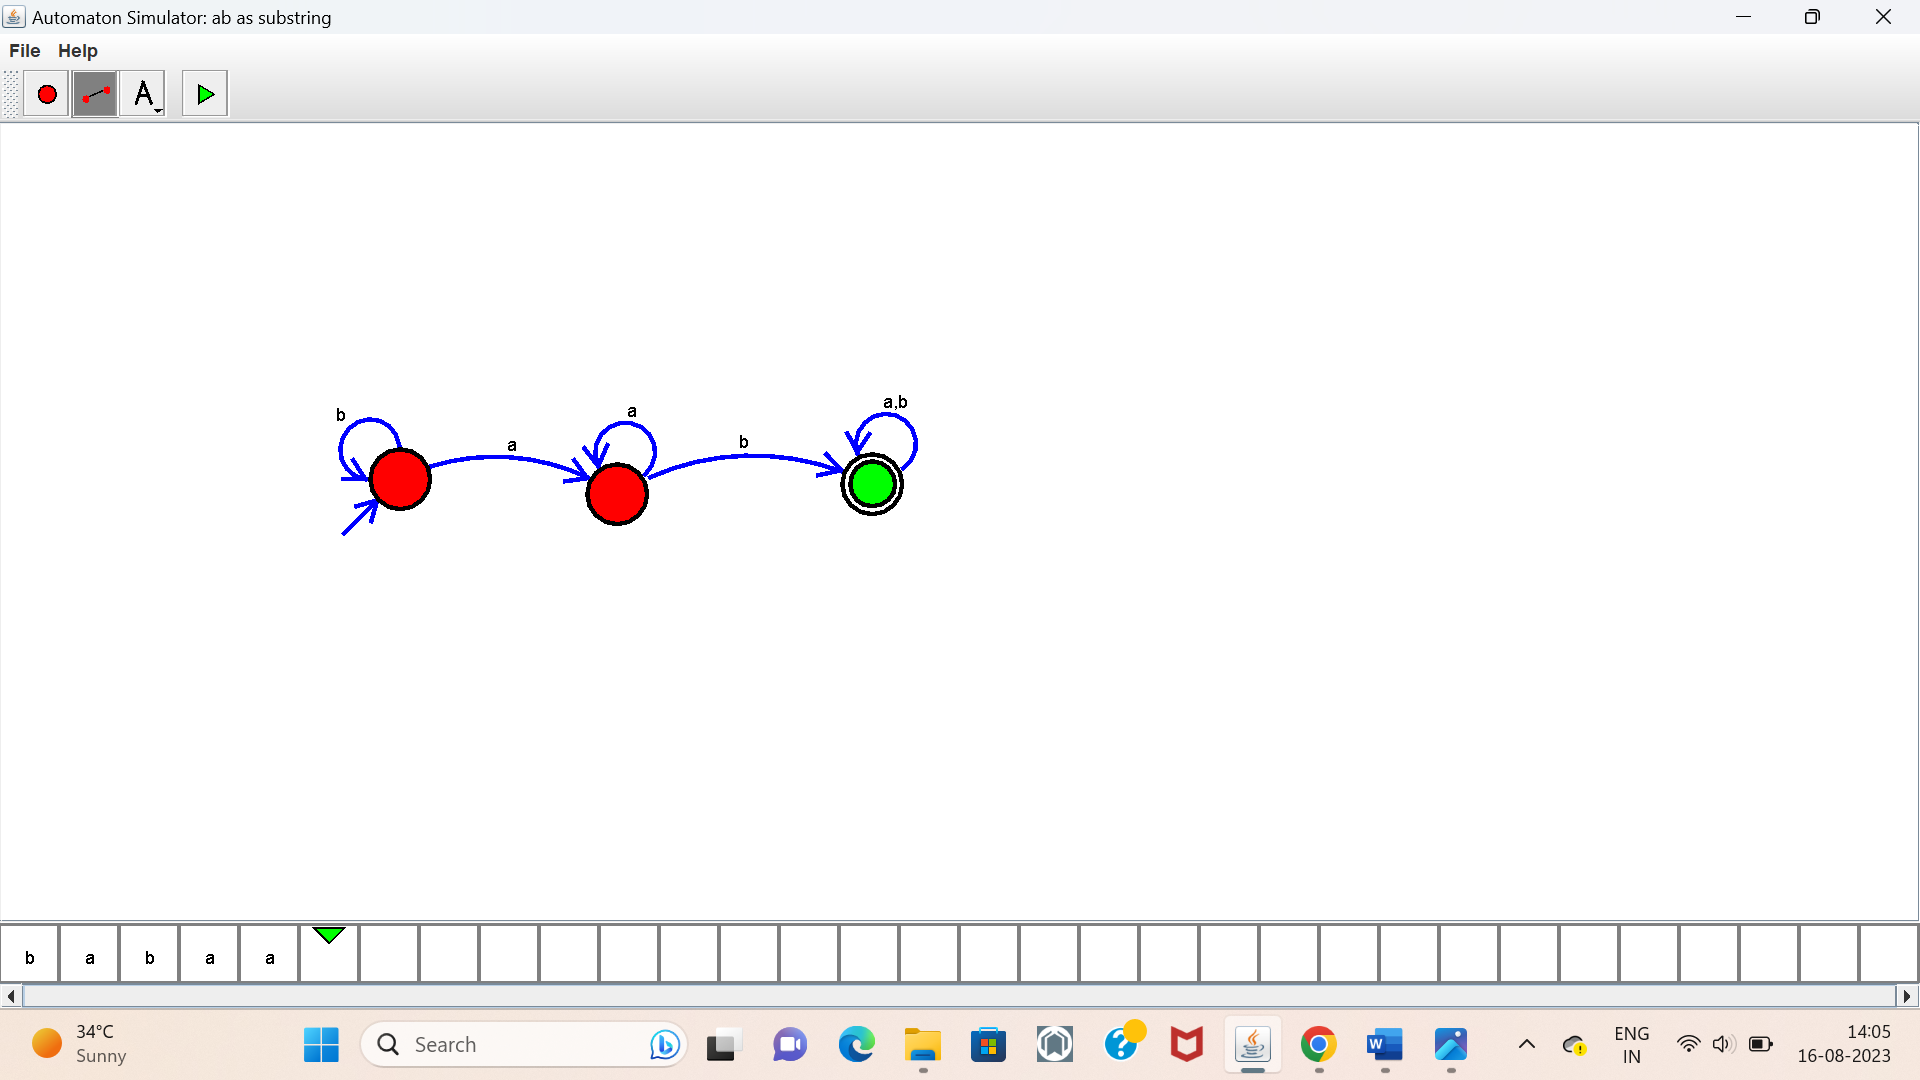 Automaton Simulator: ab as substring
File Help
A
a,b
b
a
a
b
b a b a a
34°C
Sunny
Search
ENG
IN
14:05
16-08-2023